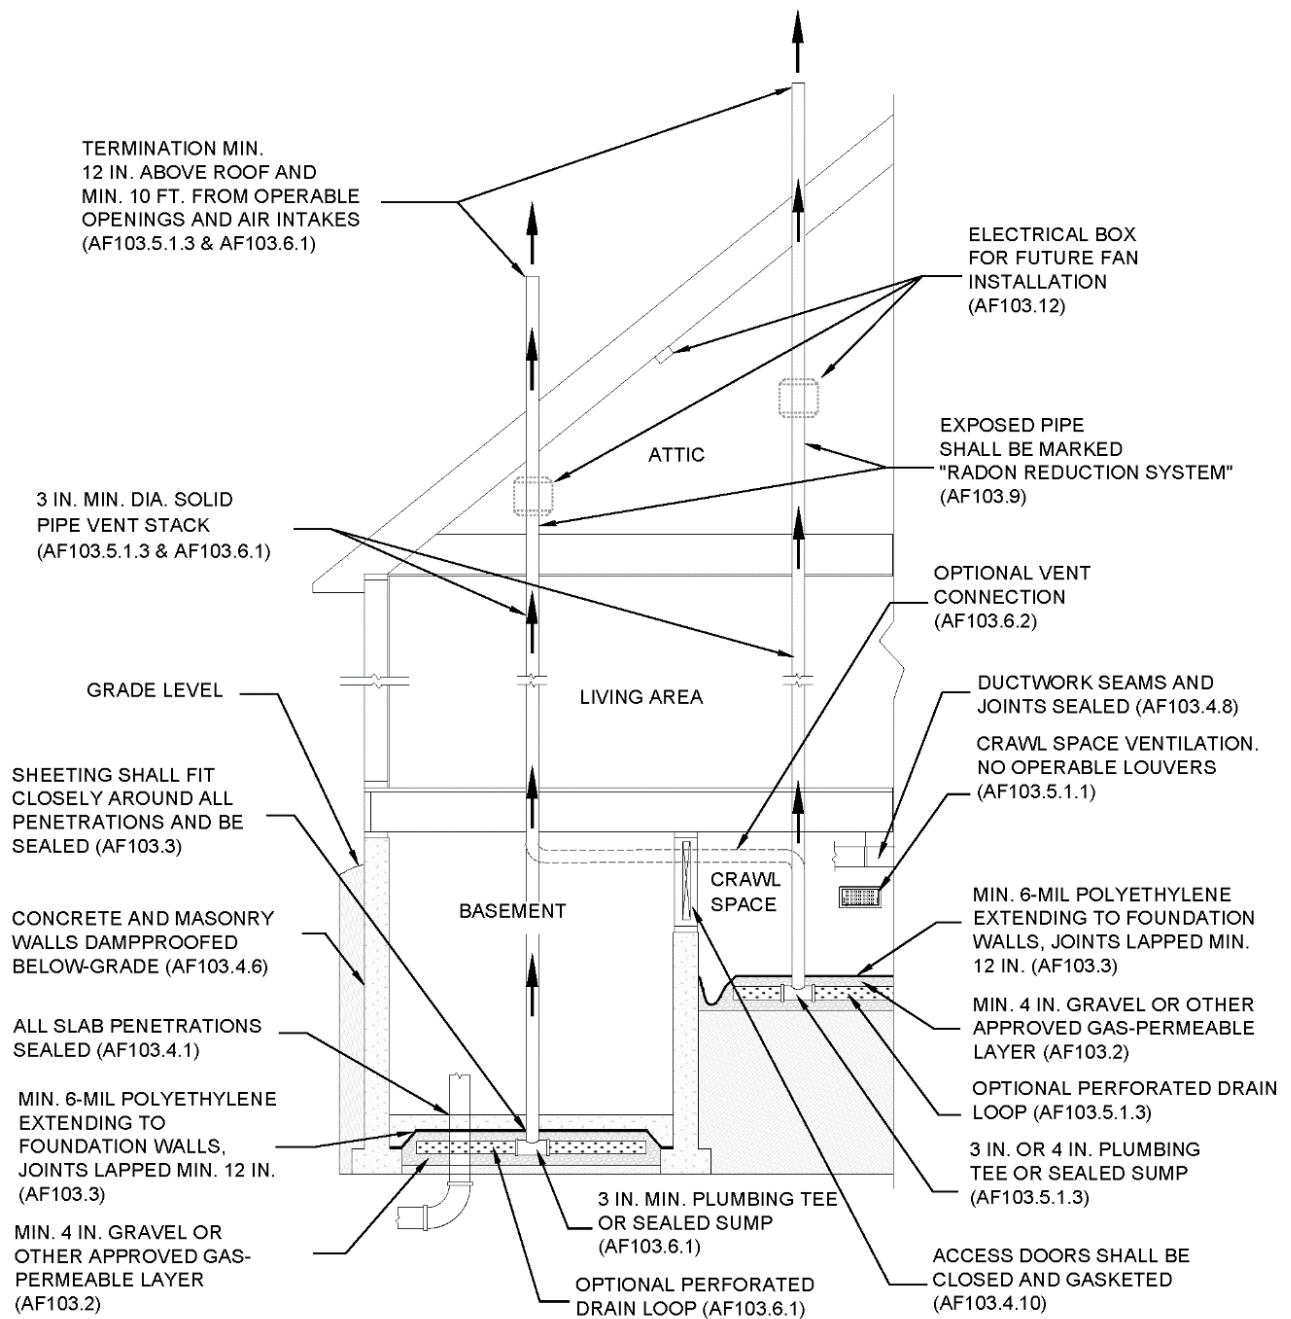 TERMINATION MIN.
12 IN. ABOVE ROOF AND
MIN. 10 FT. FROM OPERABLE
OPENINGS AND AIR INTAKES
(AF103.5.1.3 & AF103.6.1)
ELECTRICAL BOX
FOR FUTURE FAN
INSTALLATION
(AF103.12)
EXPOSED PIPE
SHALL BE MARKED
"RADON REDUCTION SYSTEM"
(AF103.9)
ATTIC
3 IN. MIN. DIA. SOLID
PIPE VENT STACK
(AF103.5.1.3 & AF103.6.1)
OPTIONAL VENT
CONNECTION
(AF103.6.2)
GRADE LEVEL
LIVING AREA
DUCTWORK SEAMS AND
JOINTS SEALED (AF103.4.8)
CRAWL SPACE VENTILATION.
NO OPERABLE LOUVERS
(AF103.5.1.1)
SHEETING SHALL FIT
CLOSELY AROUND ALL
PENETRATIONS AND BE
SEALED (AF103.3)
CRAWL
SPACE
BASEMENT
MIN. 6-MIL POLYETHYLENE
EXTENDING TO FOUNDATION
WALLS, JOINTS LAPPED MIN.
12 IN. (AF103.3)
CONCRETE AND MASONRY
WALLS DAMPPROOFED
BELOW-GRADE (AF103.4.6)
MIN. 4 IN. GRAVEL OR OTHER
APPROVED GAS-PERMEABLE
LAYER (AF103.2)
ALL SLAB PENETRATIONS
SEALED (AF103.4.1)
OPTIONAL PERFORATED DRAIN
LOOP (AF103.5.1.3)
MIN. 6-MIL POLYETHYLENE
EXTENDING TO
FOUNDATION WALLS,
JOINTS LAPPED MIN. 12 IN.
(AF103.3)
3 IN. OR 4 IN. PLUMBING
TEE OR SEALED SUMP
(AF103.5.1.3)
3 IN. MIN. PLUMBING TEE
OR SEALED SUMP
(AF103.6.1)
MIN. 4 IN. GRAVEL OR
OTHER APPROVED GAS-
PERMEABLE LAYER
(AF103.2)
OPTIONAL PERFORATED
DRAIN LOOP (AF103.6.1)
ACCESS DOORS SHALL BE
CLOSED AND GASKETED
(AF103.4.10)